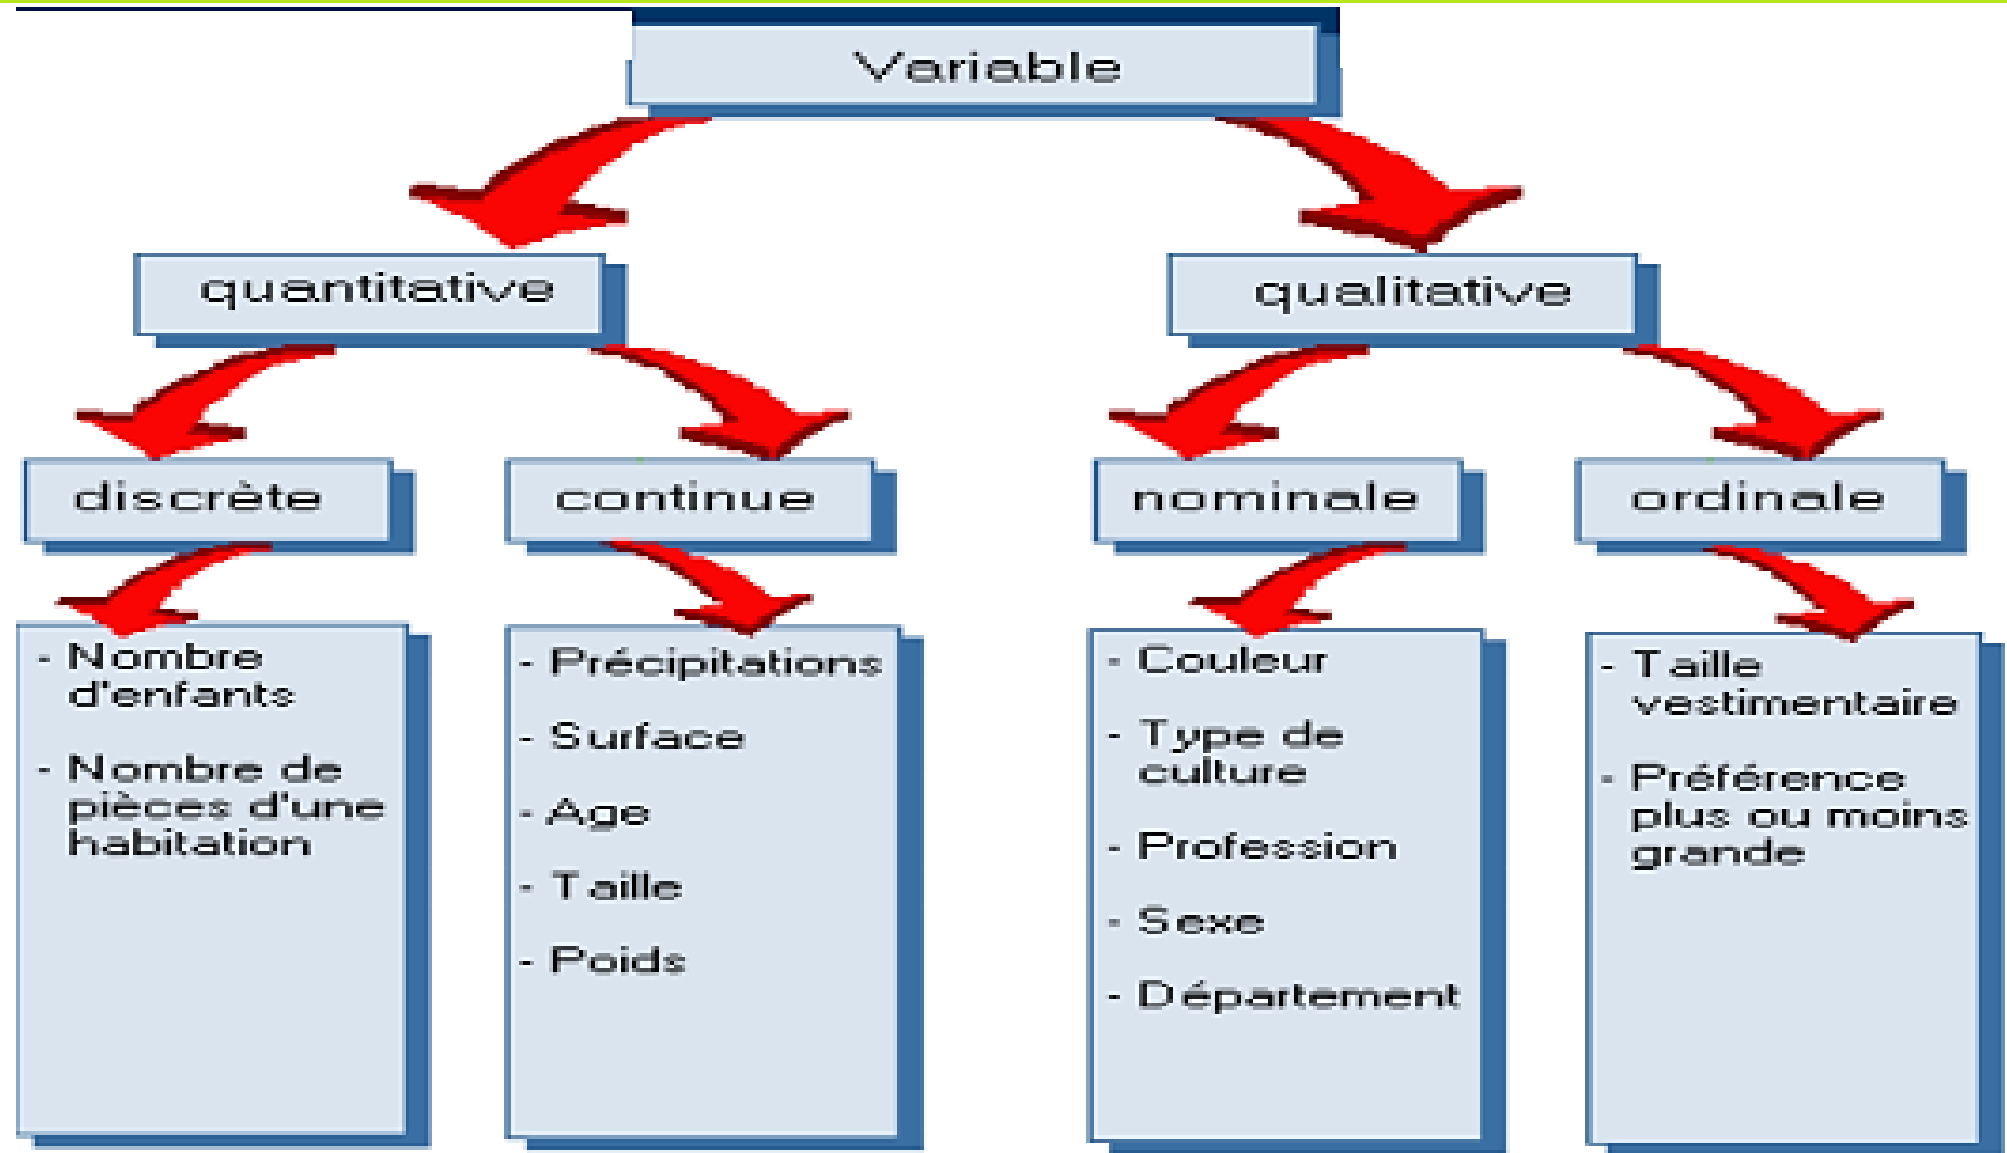 Variable
quantitative
qualitative
discrète
continue
nominale
ordinale
- Nombre
d'enfants
- Nombre de
pièces d'une
habitation
- Précipitations
- Surface
- Age
- Taille
- Poids
- Couleur
- Type de
culture
- Profession
- Sexe
- Département
- Taille
vestimentaire
- Préférence
plus ou moins
grande